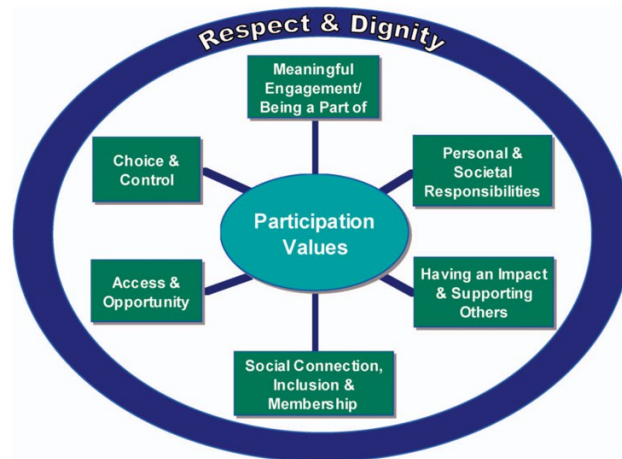 Respect & Dignity
Meaningful
Engagement/
Being a Part of
Choice &
Control
Personal &
Societal
Responsibilities
Participation
Values
Access &
Opportunity
Having an Impact
& Supporting
Others
Social Connection,
Inclusion &
Membership